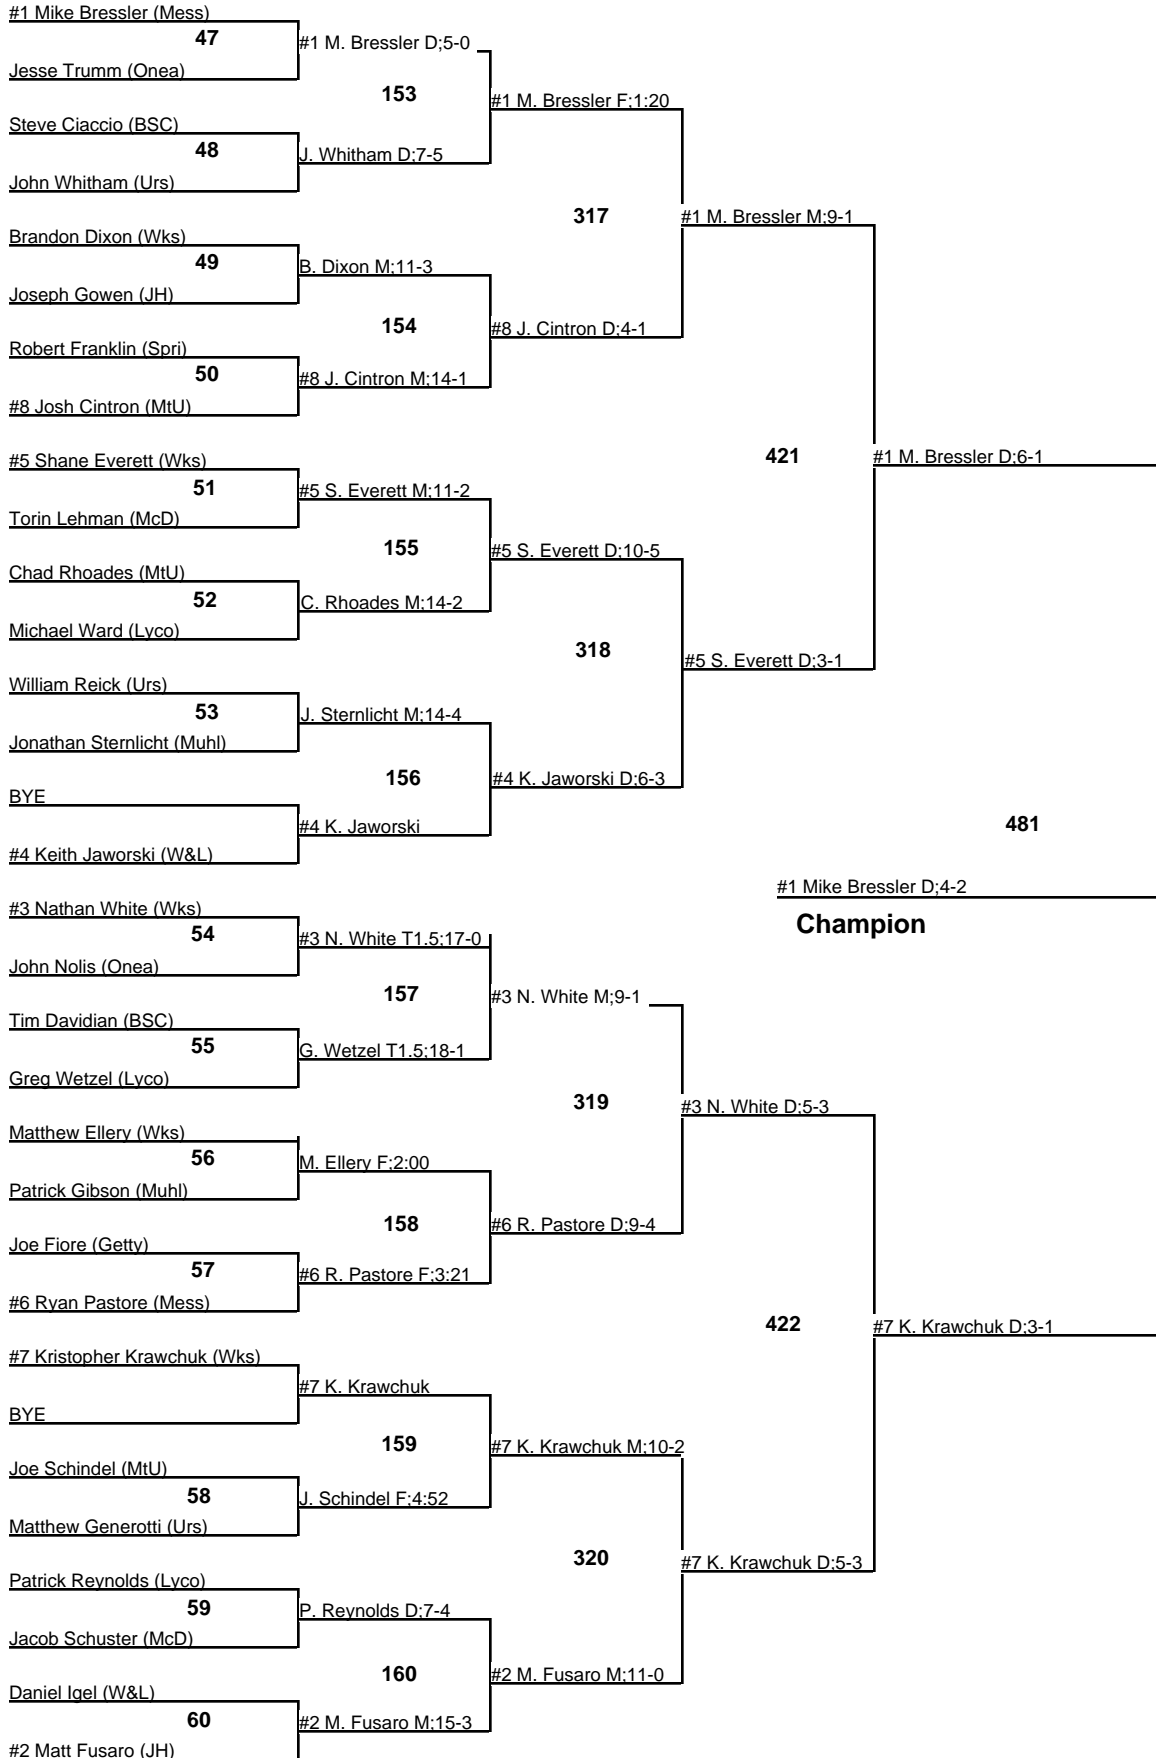 #1 Mike Bressler (Mess)
47
#1 M. Bressler D;5-0
Jesse Trumm (Onea)
153
#1 M. Bressler F;1:20
Steve Ciaccio (BSC)
48
J. Whitham D;7-5
John Whitham (Urs)
317
#1 M. Bressler M;9-1
Brandon Dixon (Wks)
49
B. Dixon M;11-3
Joseph Gowen (JH)
154
#8 J. Cintron D;4-1
Robert Franklin (Spri)
50
#8 J. Cintron M;14-1
#8 Josh Cintron (MtU)
421
#1 M. Bressler D;6-1
#5 Shane Everett (Wks)
51
#5 S. Everett M;11-2
Torin Lehman (McD)
155
#5 S. Everett D;10-5
Chad Rhoades (MtU)
52
C. Rhoades M;14-2
Michael Ward (Lyco)
318
#5 S. Everett D;3-1
William Reick (Urs)
53
J. Sternlicht M;14-4
Jonathan Sternlicht (Muhl)
156
#4 K. Jaworski D;6-3
BYE
#4 K. Jaworski
#4 Keith Jaworski (W&L)
481
#1 Mike Bressler D;4-2
Champion
#3 Nathan White (Wks)
54
#3 N. White T1.5;17-0
John Nolis (Onea)
157
#3 N. White M;9-1
Tim Davidian (BSC)
55
G. Wetzel T1.5;18-1
Greg Wetzel (Lyco)
319
#3 N. White D;5-3
Matthew Ellery (Wks)
56
M. Ellery F;2:00
Patrick Gibson (Muhl)
158
#6 R. Pastore D;9-4
Joe Fiore (Getty)
57
#6 R. Pastore F;3:21
#6 Ryan Pastore (Mess)
422
#7 K. Krawchuk D;3-1
#7 Kristopher Krawchuk (Wks)
#7 K. Krawchuk
BYE
159
#7 K. Krawchuk M;10-2
Joe Schindel (MtU)
58
J. Schindel F;4:52
Matthew Generotti (Urs)
320
#7 K. Krawchuk D;5-3
Patrick Reynolds (Lyco)
59
P. Reynolds D;7-4
Jacob Schuster (McD)
160
#2 M. Fusaro M;11-0
Daniel Igel (W&L)
60
#2 M. Fusaro M;15-3
#2 Matt Fusaro (JH)